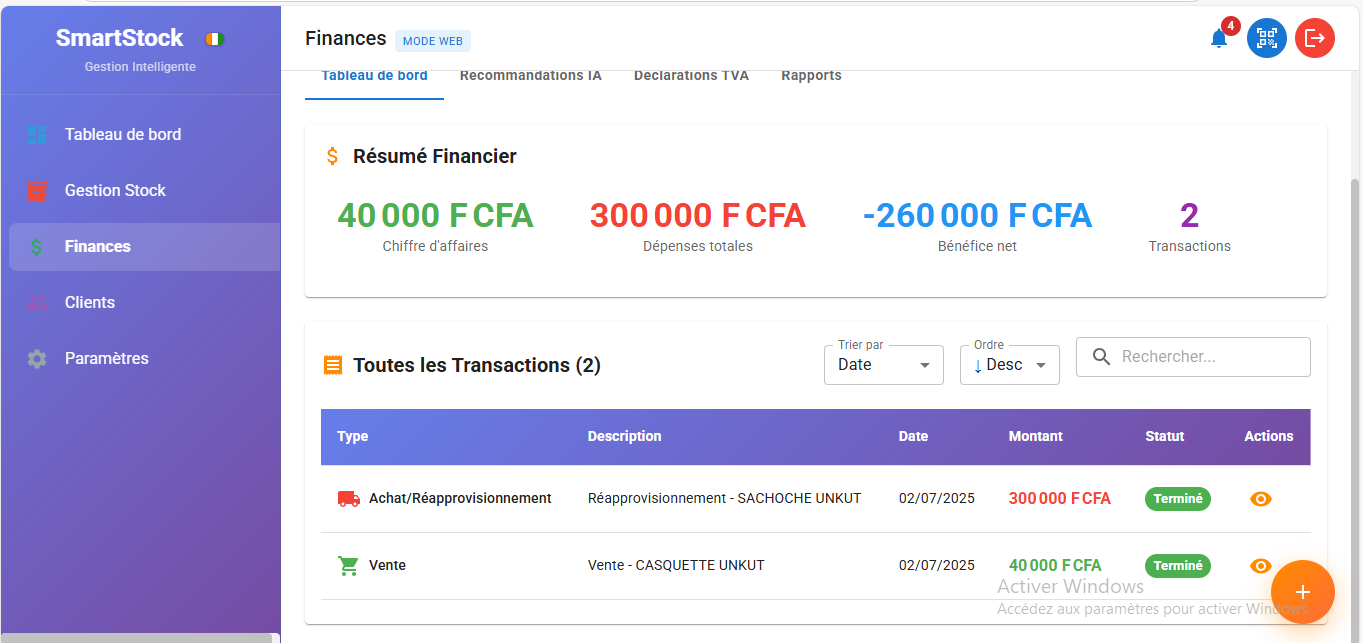 SmartStock
Gestion Intelligente
Tableau de bord
Gestion Stock
Finances
Clients
Paramètres
Finances MODE WEB 4
Tableau de bord Recommandations IA Déclarations TVA Rapports
Résumé Financier
40 000 F CFA 300 000 F CFA -260 000 F CFA 2
Chiffre d'affaires Dépenses totales Bénéfice net Transactions
Toutes les Transactions (2) Trier par Date Ordre ↓ Desc Rechercher...
Type Description Date Montant Statut Actions
Achat/Réapprovisionnement Réapprovisionnement - SACHOCHE UNKUT 02/07/2025 300 000 F CFA Terminé
Vente Vente - CASQUETTE UNKUT 02/07/2025 40 000 F CFA Terminé
Activer Windows
Accédez aux paramètres pour activer Windows.